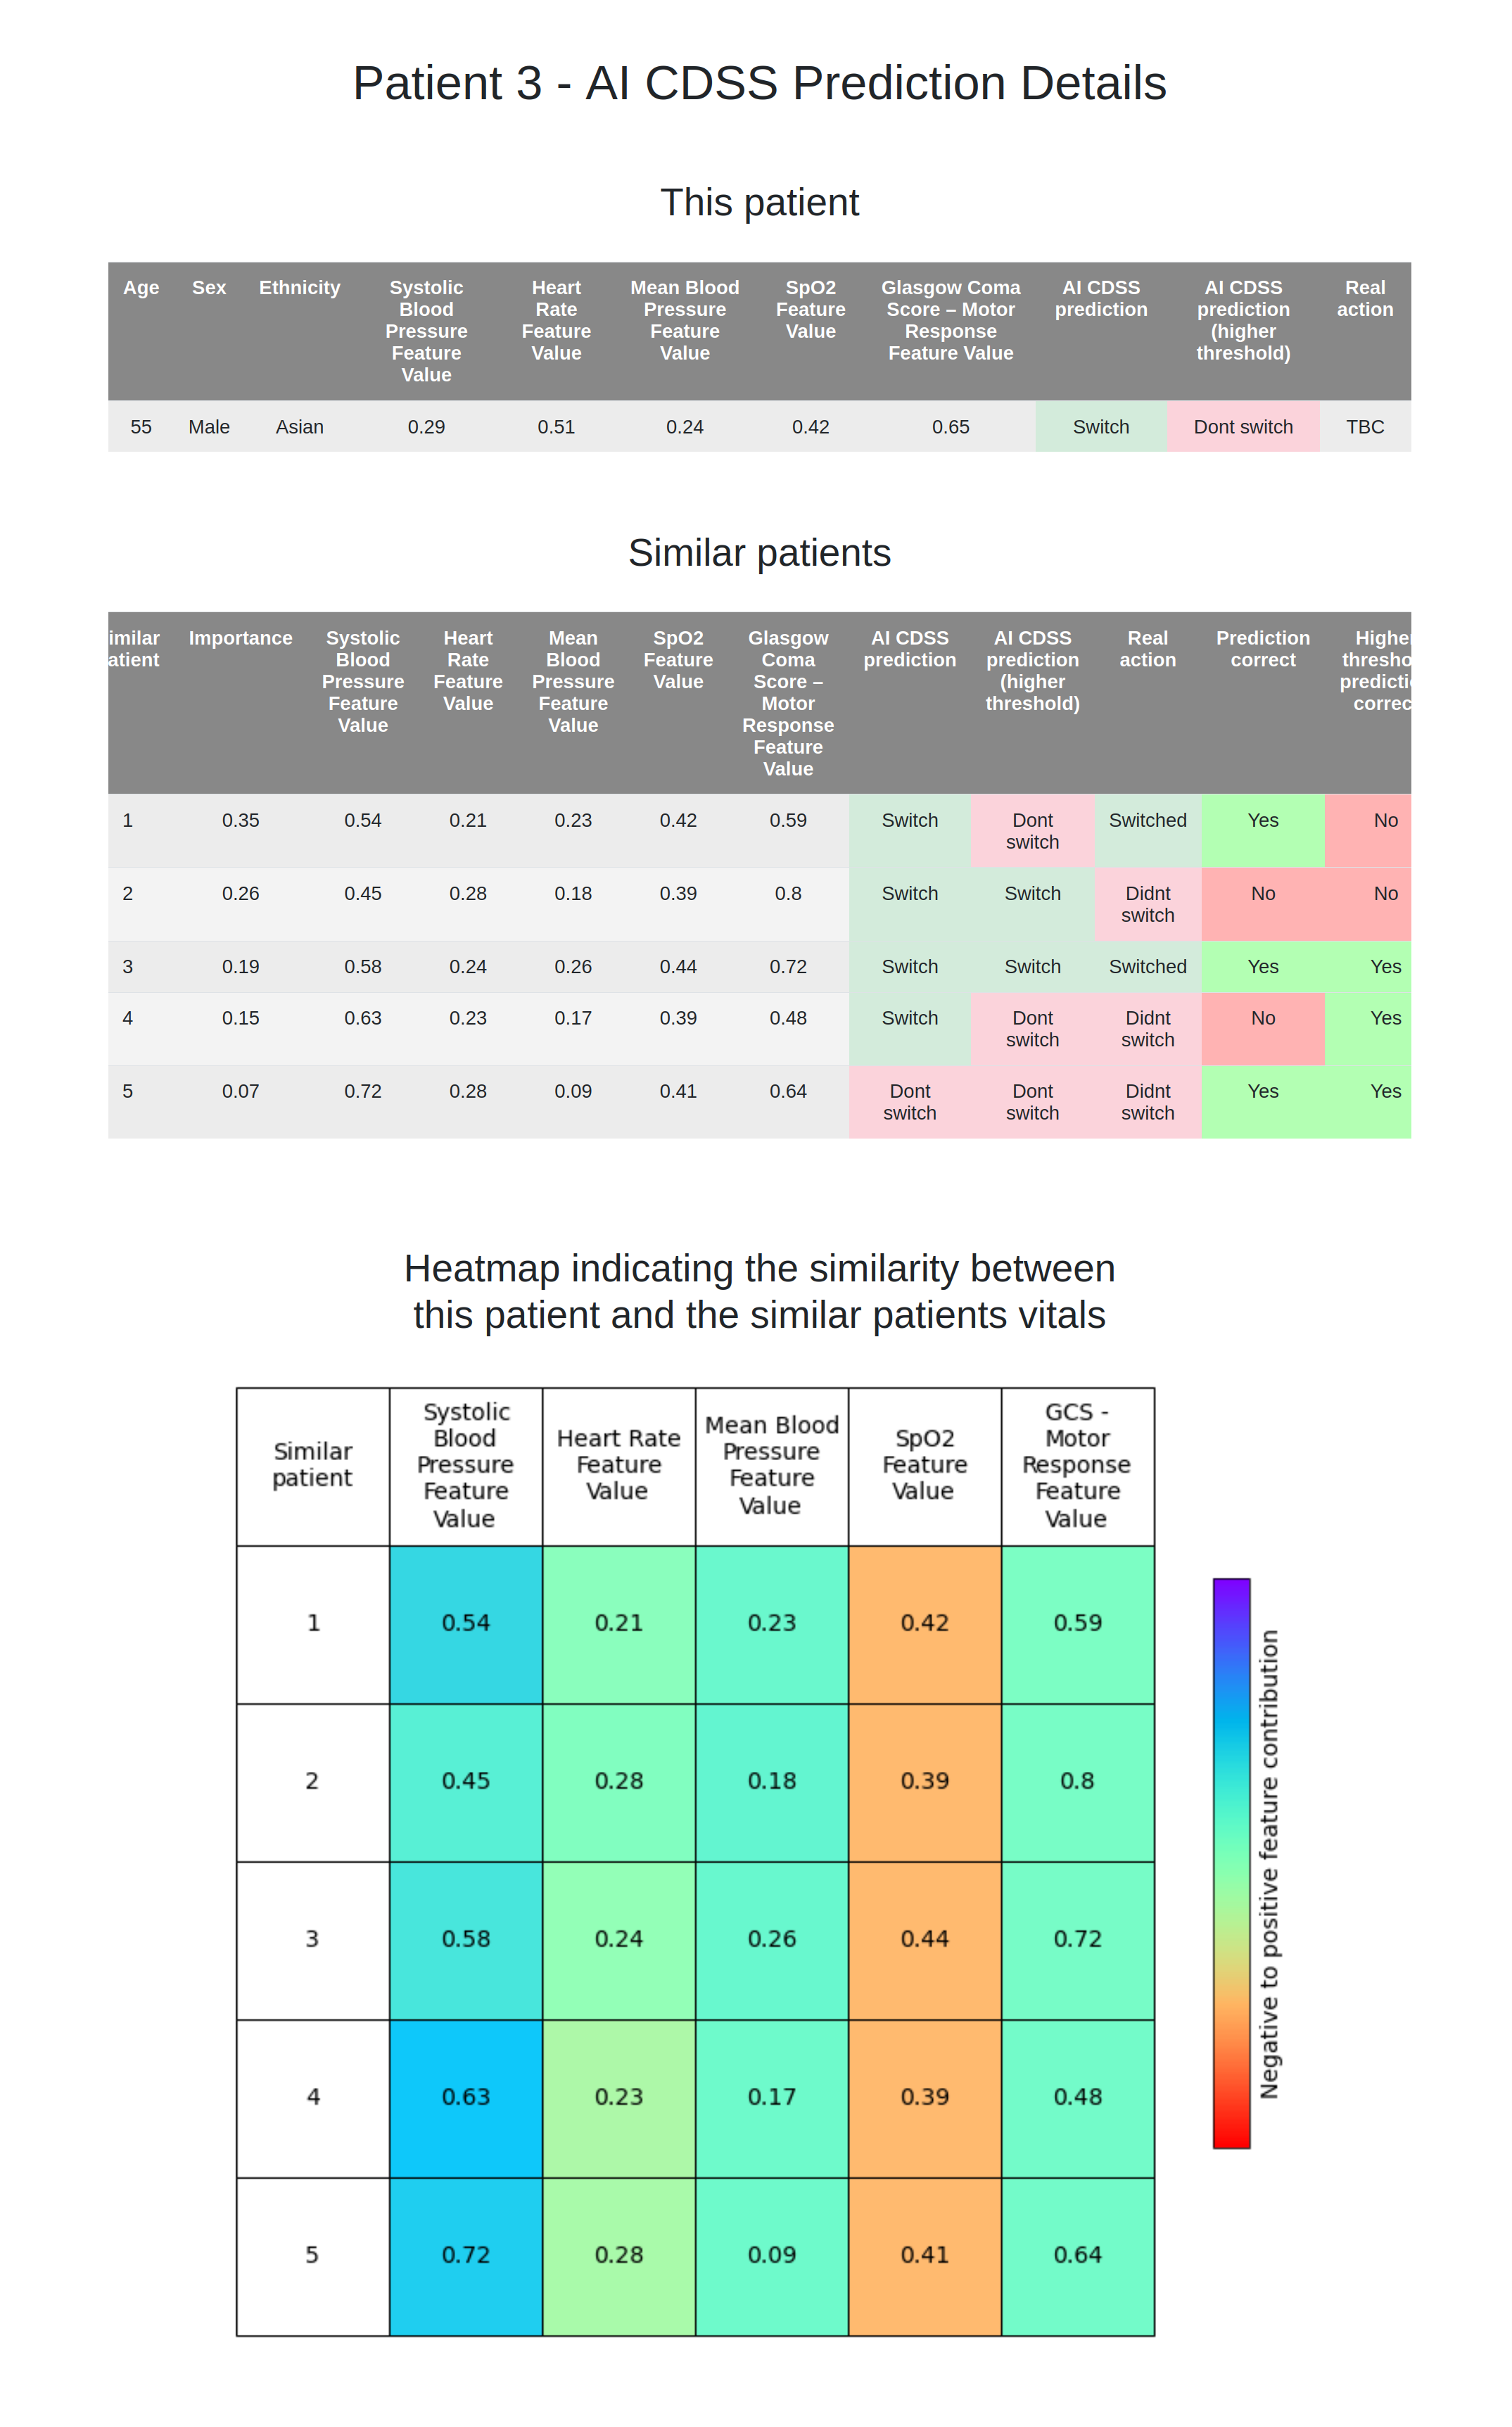 Patient 3 - AI CDSS Prediction Details
This patient
Age Sex Ethnicity Systolic Blood Pressure Feature Value Heart Rate Feature Value Mean Blood Pressure Feature Value SpO2 Feature Value Glasgow Coma Score – Motor Response Feature Value AI CDSS prediction AI CDSS prediction (higher threshold) Real action
55 Male Asian 0.29 0.51 0.24 0.42 0.65 Switch Dont switch TBC
Similar patients
imilar atient Importance Systolic Blood Pressure Feature Value Heart Rate Feature Value Mean Blood Pressure Feature Value SpO2 Feature Value Glasgow Coma Score – Motor Response Feature Value AI CDSS prediction AI CDSS prediction (higher threshold) Real action Prediction correct Higher thresho predicti correc
1 0.35 0.54 0.21 0.23 0.42 0.59 Switch Dont switch Switched Yes No
2 0.26 0.45 0.28 0.18 0.39 0.8 Switch Switch Didnt switch No No
3 0.19 0.58 0.24 0.26 0.44 0.72 Switch Switch Switched Yes Yes
4 0.15 0.63 0.23 0.17 0.39 0.48 Switch Dont switch Didnt switch No Yes
5 0.07 0.72 0.28 0.09 0.41 0.64 Dont switch Dont switch Didnt switch Yes Yes
Heatmap indicating the similarity between
this patient and the similar patients vitals
Similar patient Systolic Blood Pressure Feature Value Heart Rate Feature Value Mean Blood Pressure Feature Value SpO2 Feature Value GCS - Motor Response Feature Value
1 0.54 0.21 0.23 0.42 0.59
2 0.45 0.28 0.18 0.39 0.8
3 0.58 0.24 0.26 0.44 0.72
4 0.63 0.23 0.17 0.39 0.48
5 0.72 0.28 0.09 0.41 0.64
Negative to positive feature contribution